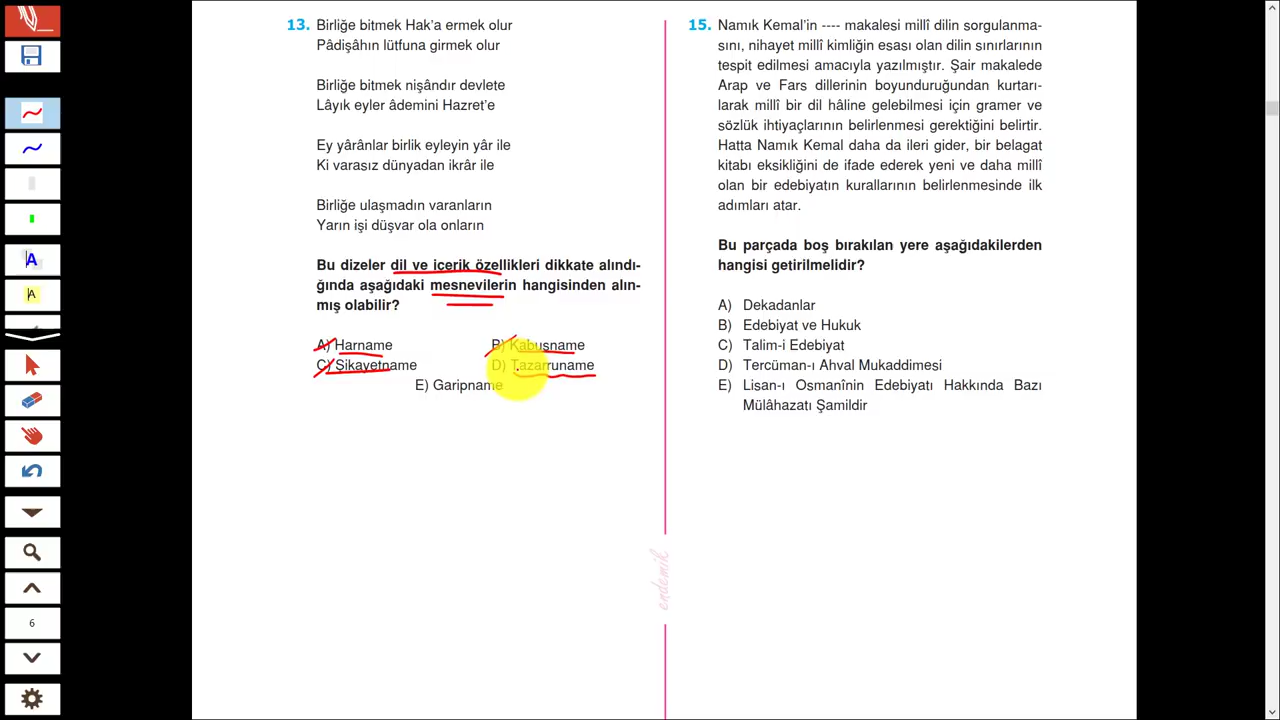 13. Birliğe bitmek Hak’a ermek olur
Pâdişâhın lütfuna girmek olur
Birliğe bitmek nişândır devlete
Lâyık eyler âdemini Hazret’e
Ey yârânlar birlik eyleyin yâr ile
Ki varasız dünyadan ikrâr ile
Birliğe ulaşmadın varanların
Yarın işi düşvar ola onların
Bu dizeler dil ve içerik özellikleri dikkate alındı-
ğında aşağıdaki mesnevilerin hangisinden alın-
mış olabilir?
A) Harname
B) Kabusname
C) Şikayetname
D) Tazarruname
E) Garipname
15. Namık Kemal’in ---- makalesi millî dilin sorgulanma-
sını, nihayet millî kimliğin esası olan dilin sınırlarının
tespit edilmesi amacıyla yazılmıştır. Şair makalede
Arap ve Fars dillerinin boyunduruğundan kurtarı-
larak millî bir dil hâline gelebilmesi için gramer ve
sözlük ihtiyaçlarının belirlenmesi gerektiğini belirtir.
Hatta Namık Kemal daha da ileri gider, bir belagat
kitabı eksikliğini de ifade ederek yeni ve daha millî
olan bir edebiyatın kurallarının belirlenmesinde ilk
adımları atar.
Bu parçada boş bırakılan yere aşağıdakilerden
hangisi getirilmelidir?
A) Dekadanlar
B) Edebiyat ve Hukuk
C) Talim-i Edebiyat
D) Tercüman-ı Ahval Mukaddimesi
E) Lisan-ı Osmanînin Edebiyatı Hakkında Bazı
Mülâhazatı Şamildir
endemik
A
A
6